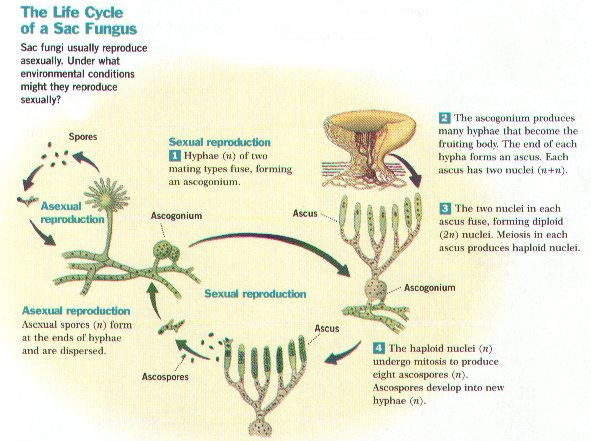 The Life Cycle
of a Sac Fungus
Sac fungi usually reproduce
asexually. Under what
environmental conditions
might they reproduce
sexually?
Spores
Asexual
reproduction
Sexual reproduction
1 Hyphae (n) of two
mating types fuse, forming
an ascogonium.
Ascogonium
2 The ascogonium produces
many hyphae that become the
fruiting body. The end of each
hypha forms an ascus. Each
ascus has two nuclei (n+n).
Ascus
3 The two nuclei in each
ascus fuse, forming diploid
(2n) nuclei. Meiosis in each
ascus produces haploid nuclei.
Ascogonium
Sexual reproduction
Asexual reproduction
Asexual spores (n) form
at the ends of hyphae
and are dispersed.
Ascospores
Ascus
4 The haploid nuclei (n)
undergo mitosis to produce
eight ascospores (n).
Ascospores develop into new
hyphae (n).